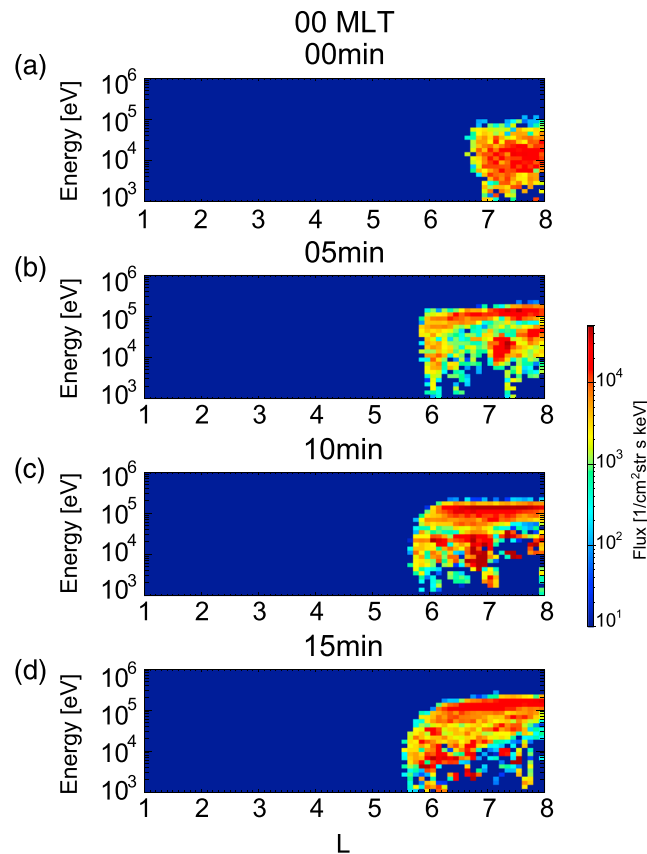 00 MLT
00min
(a)
Energy [eV]
10⁶
10⁵
10⁴
10³
1 2 3 4 5 6 7 8
05min
(b)
Energy [eV]
10⁶
10⁵
10⁴
10³
1 2 3 4 5 6 7 8
10min
(c)
Energy [eV]
10⁶
10⁵
10⁴
10³
1 2 3 4 5 6 7 8
15min
(d)
Energy [eV]
10⁶
10⁵
10⁴
10³
1 2 3 4 5 6 7 8
L
10⁴
10³
10²
10¹
Flux [1/cm²str s keV]